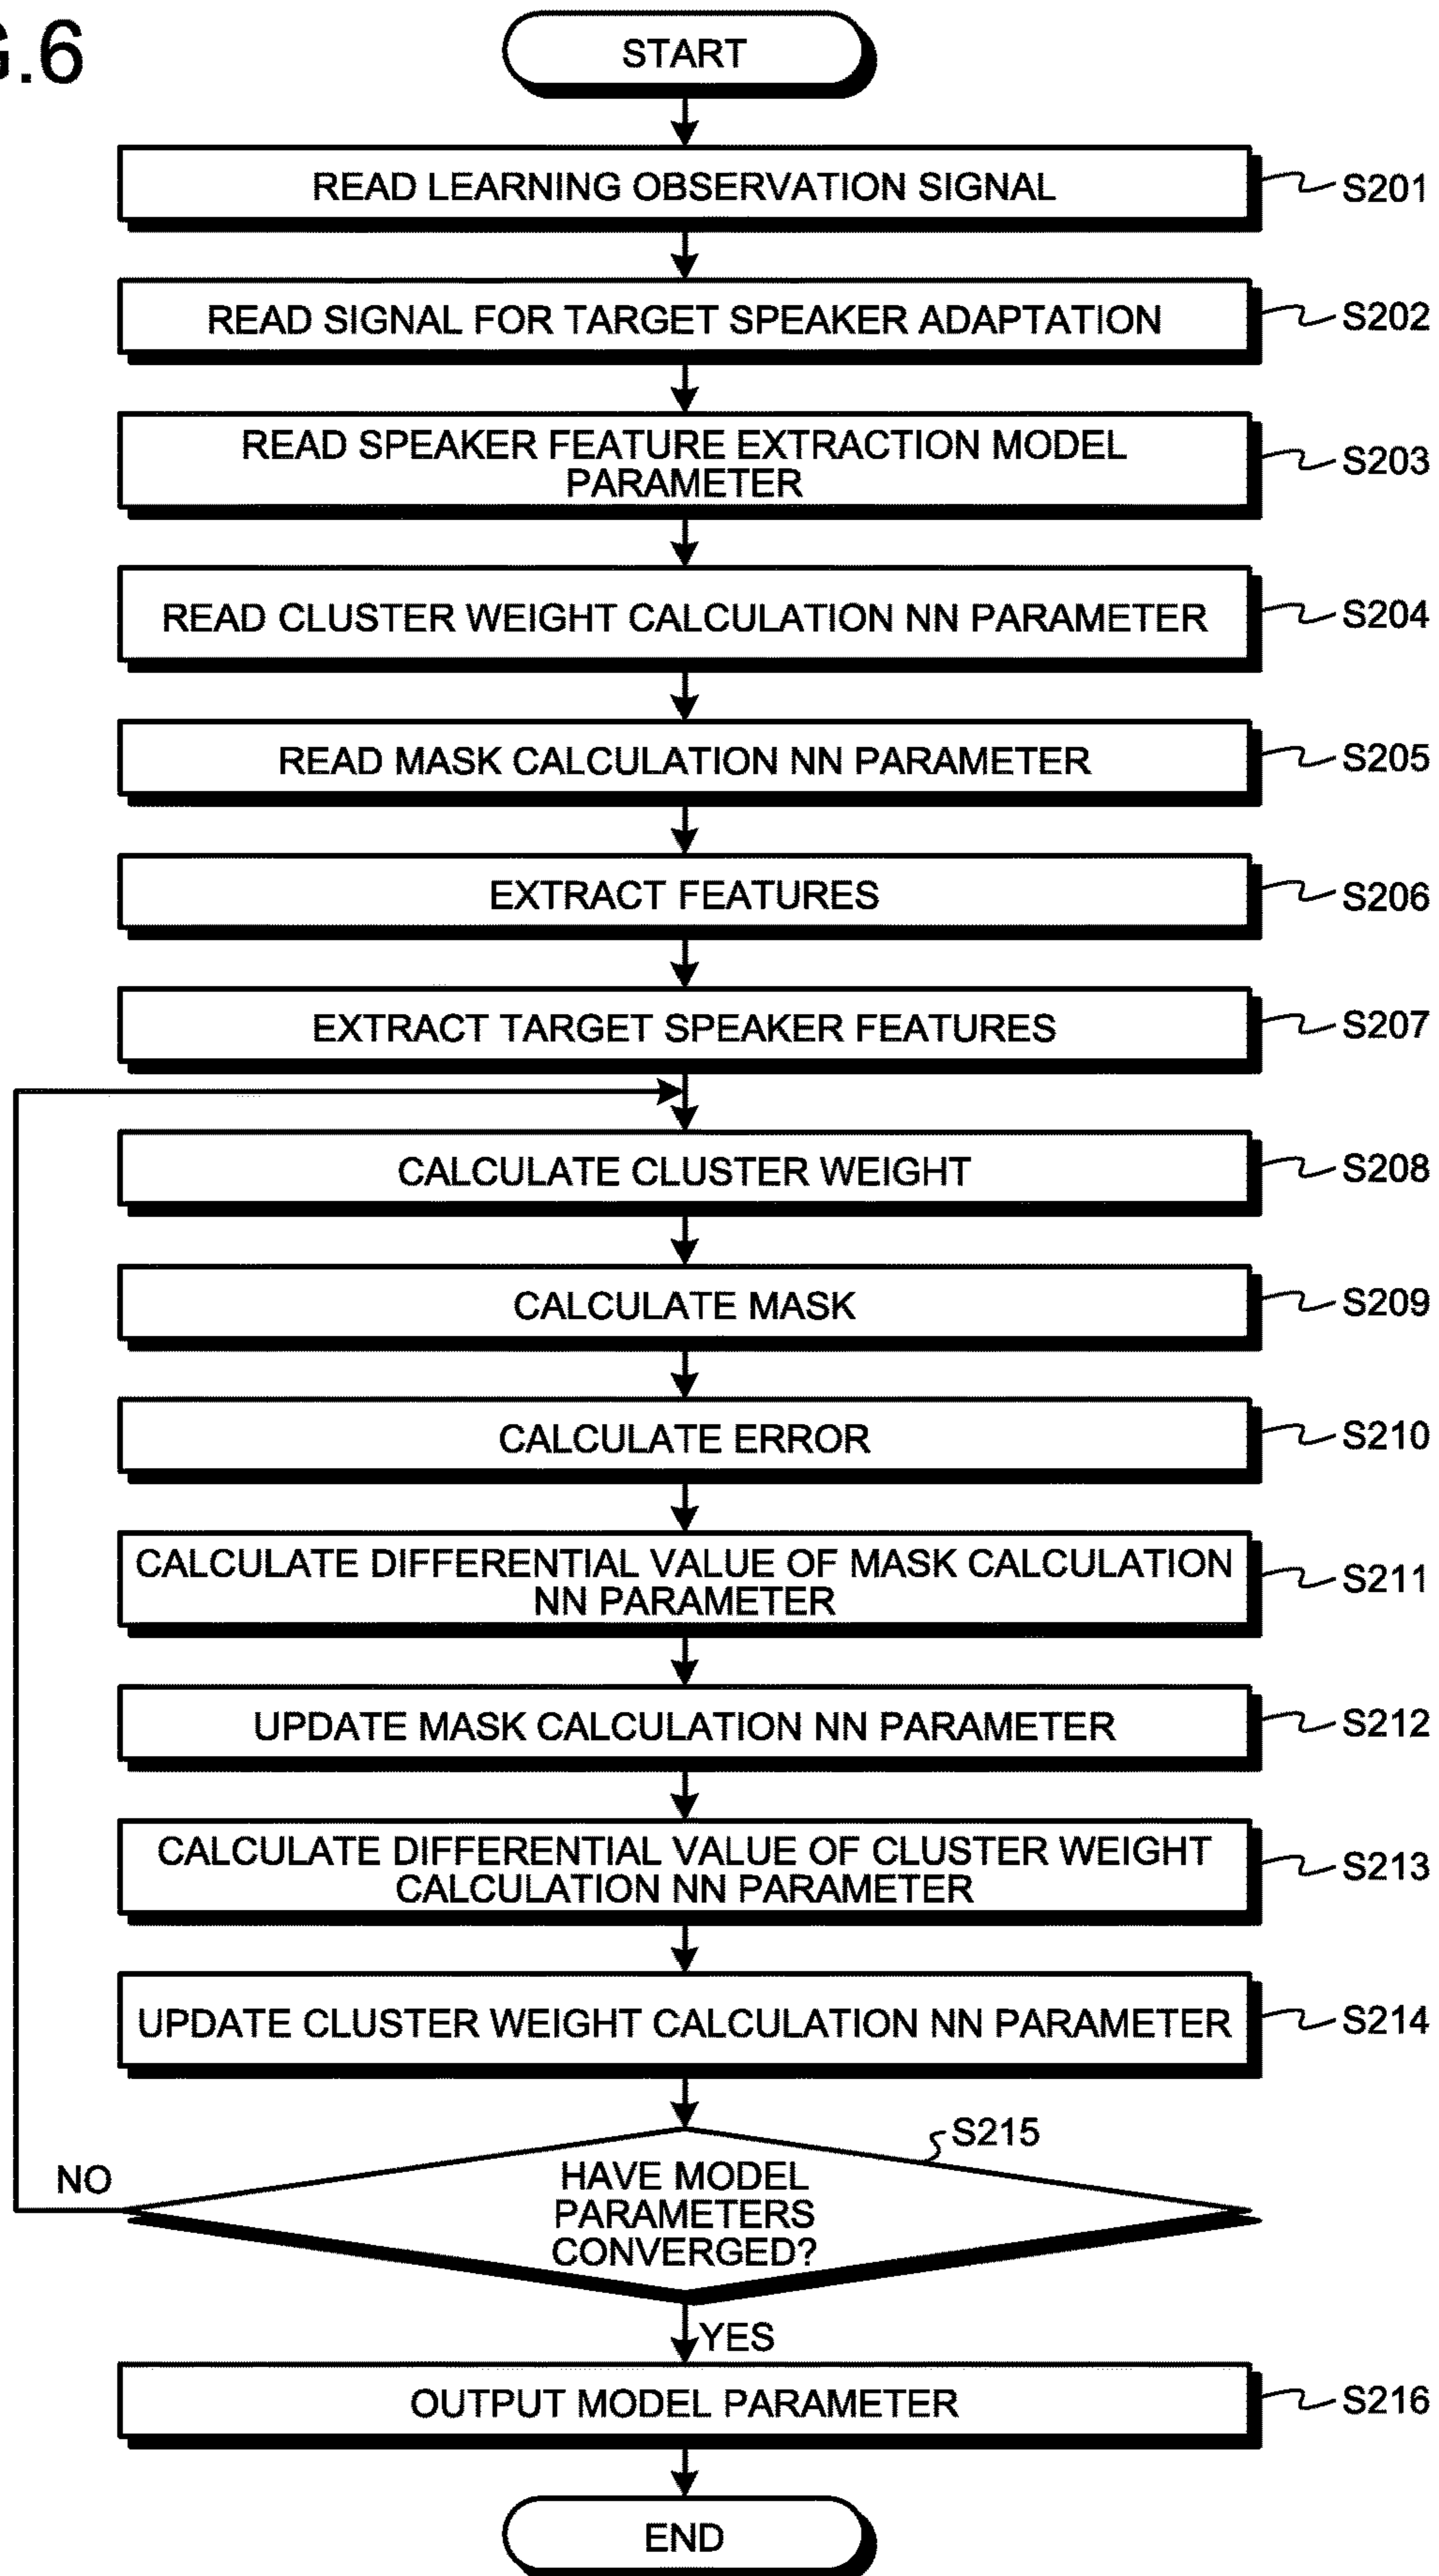 G.6
START
READ LEARNING OBSERVATION SIGNAL
S201
READ SIGNAL FOR TARGET SPEAKER ADAPTATION
S202
READ SPEAKER FEATURE EXTRACTION MODEL
PARAMETER
S203
READ CLUSTER WEIGHT CALCULATION NN PARAMETER
S204
READ MASK CALCULATION NN PARAMETER
S205
EXTRACT FEATURES
S206
EXTRACT TARGET SPEAKER FEATURES
S207
CALCULATE CLUSTER WEIGHT
S208
CALCULATE MASK
S209
CALCULATE ERROR
S210
CALCULATE DIFFERENTIAL VALUE OF MASK CALCULATION
NN PARAMETER
S211
UPDATE MASK CALCULATION NN PARAMETER
S212
CALCULATE DIFFERENTIAL VALUE OF CLUSTER WEIGHT
CALCULATION NN PARAMETER
S213
UPDATE CLUSTER WEIGHT CALCULATION NN PARAMETER
S214
S215
NO
HAVE MODEL
PARAMETERS
CONVERGED?
YES
OUTPUT MODEL PARAMETER
S216
END